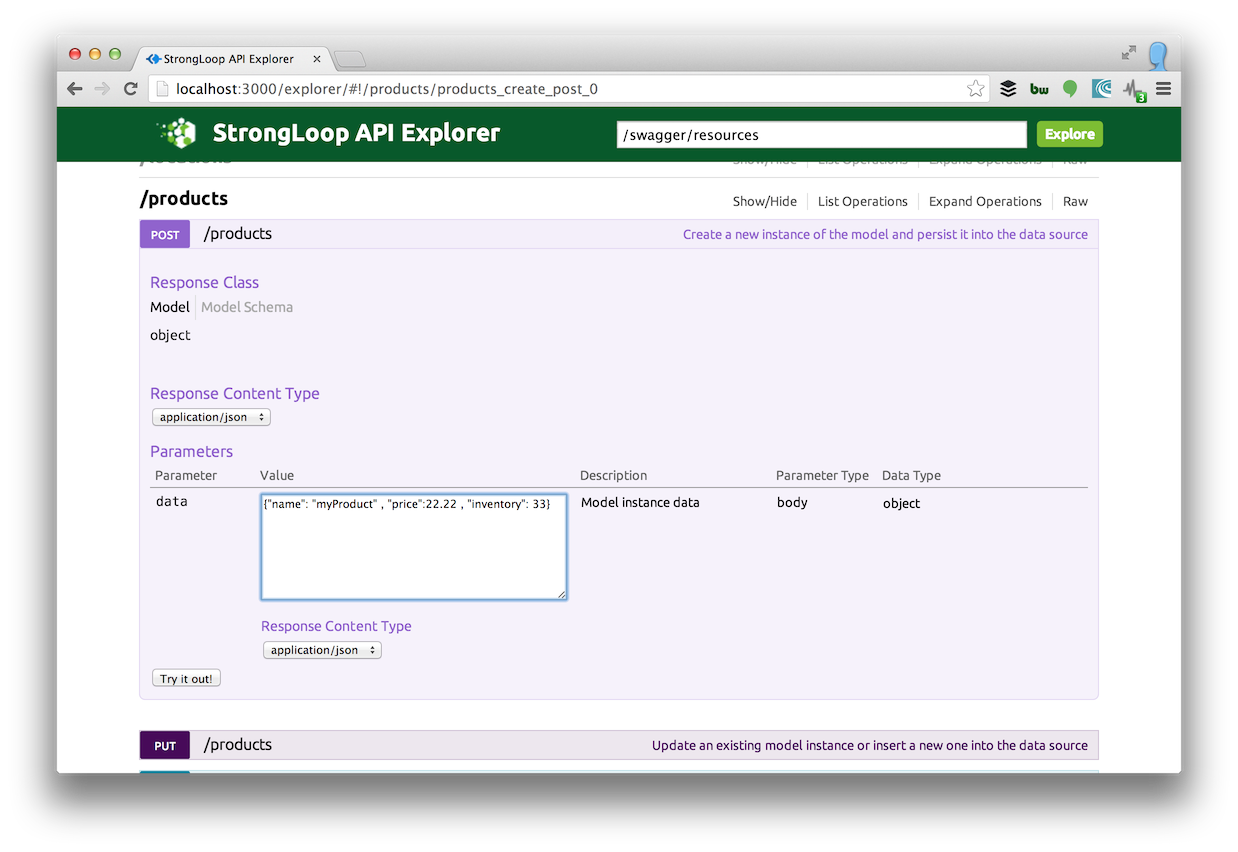 StrongLoop API Explorer
localhost:3000/explorer/#!/products/products_create_post_0
bw
3
StrongLoop API Explorer
/swagger/resources
Explore
/locations Show/Hide List Operations Expand Operations Raw
/products Show/Hide List Operations Expand Operations Raw
POST /products Create a new instance of the model and persist it into the data source
Response Class
Model Model Schema
object
Response Content Type
application/json
Parameters
Parameter Value Description Parameter Type Data Type
data {"name": "myProduct" , "price":22.22 , "inventory": 33} Model instance data body object
Response Content Type
application/json
Try it out!
PUT /products Update an existing model instance or insert a new one into the data source